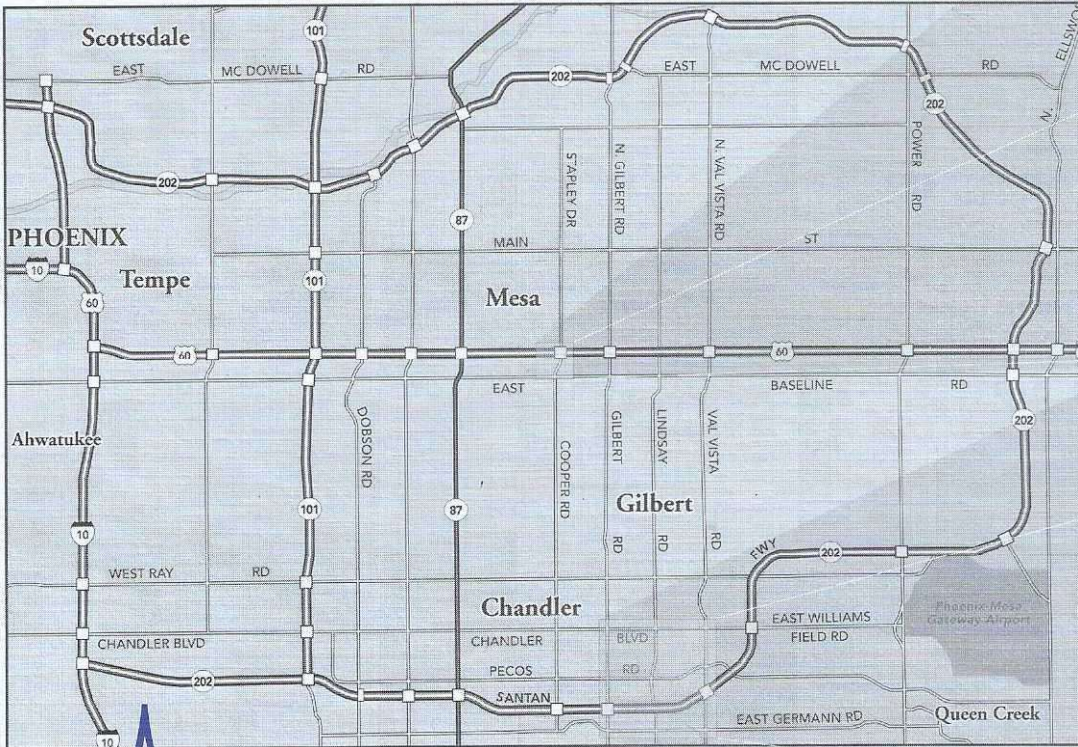 Scottsdale
101
EAST MC DOWELL RD
202
EAST MC DOWELL RD
N. ELLSWO
202
202
STAPLEY DR
N. GILBERT RD
N. VAL VISTA RD
POWER RD
87
PHOENIX
MAIN ST
10
Tempe
101
60
Mesa
60
60
EAST BASELINE RD
DOBSON RD
COOPER RD
GILBERT RD
LINDSAY RD
VAL VISTA RD
202
Ahwatukee
Gilbert
101
87
10
FWY
202
WEST RAY RD
Chandler
Phoenix-Mesa
Gateway Airport
EAST WILLIAMS
FIELD RD
CHANDLER BLVD
CHANDLER BLVD
PECOS RD
202
SANTAN
EAST GERMANN RD
Queen Creek
10